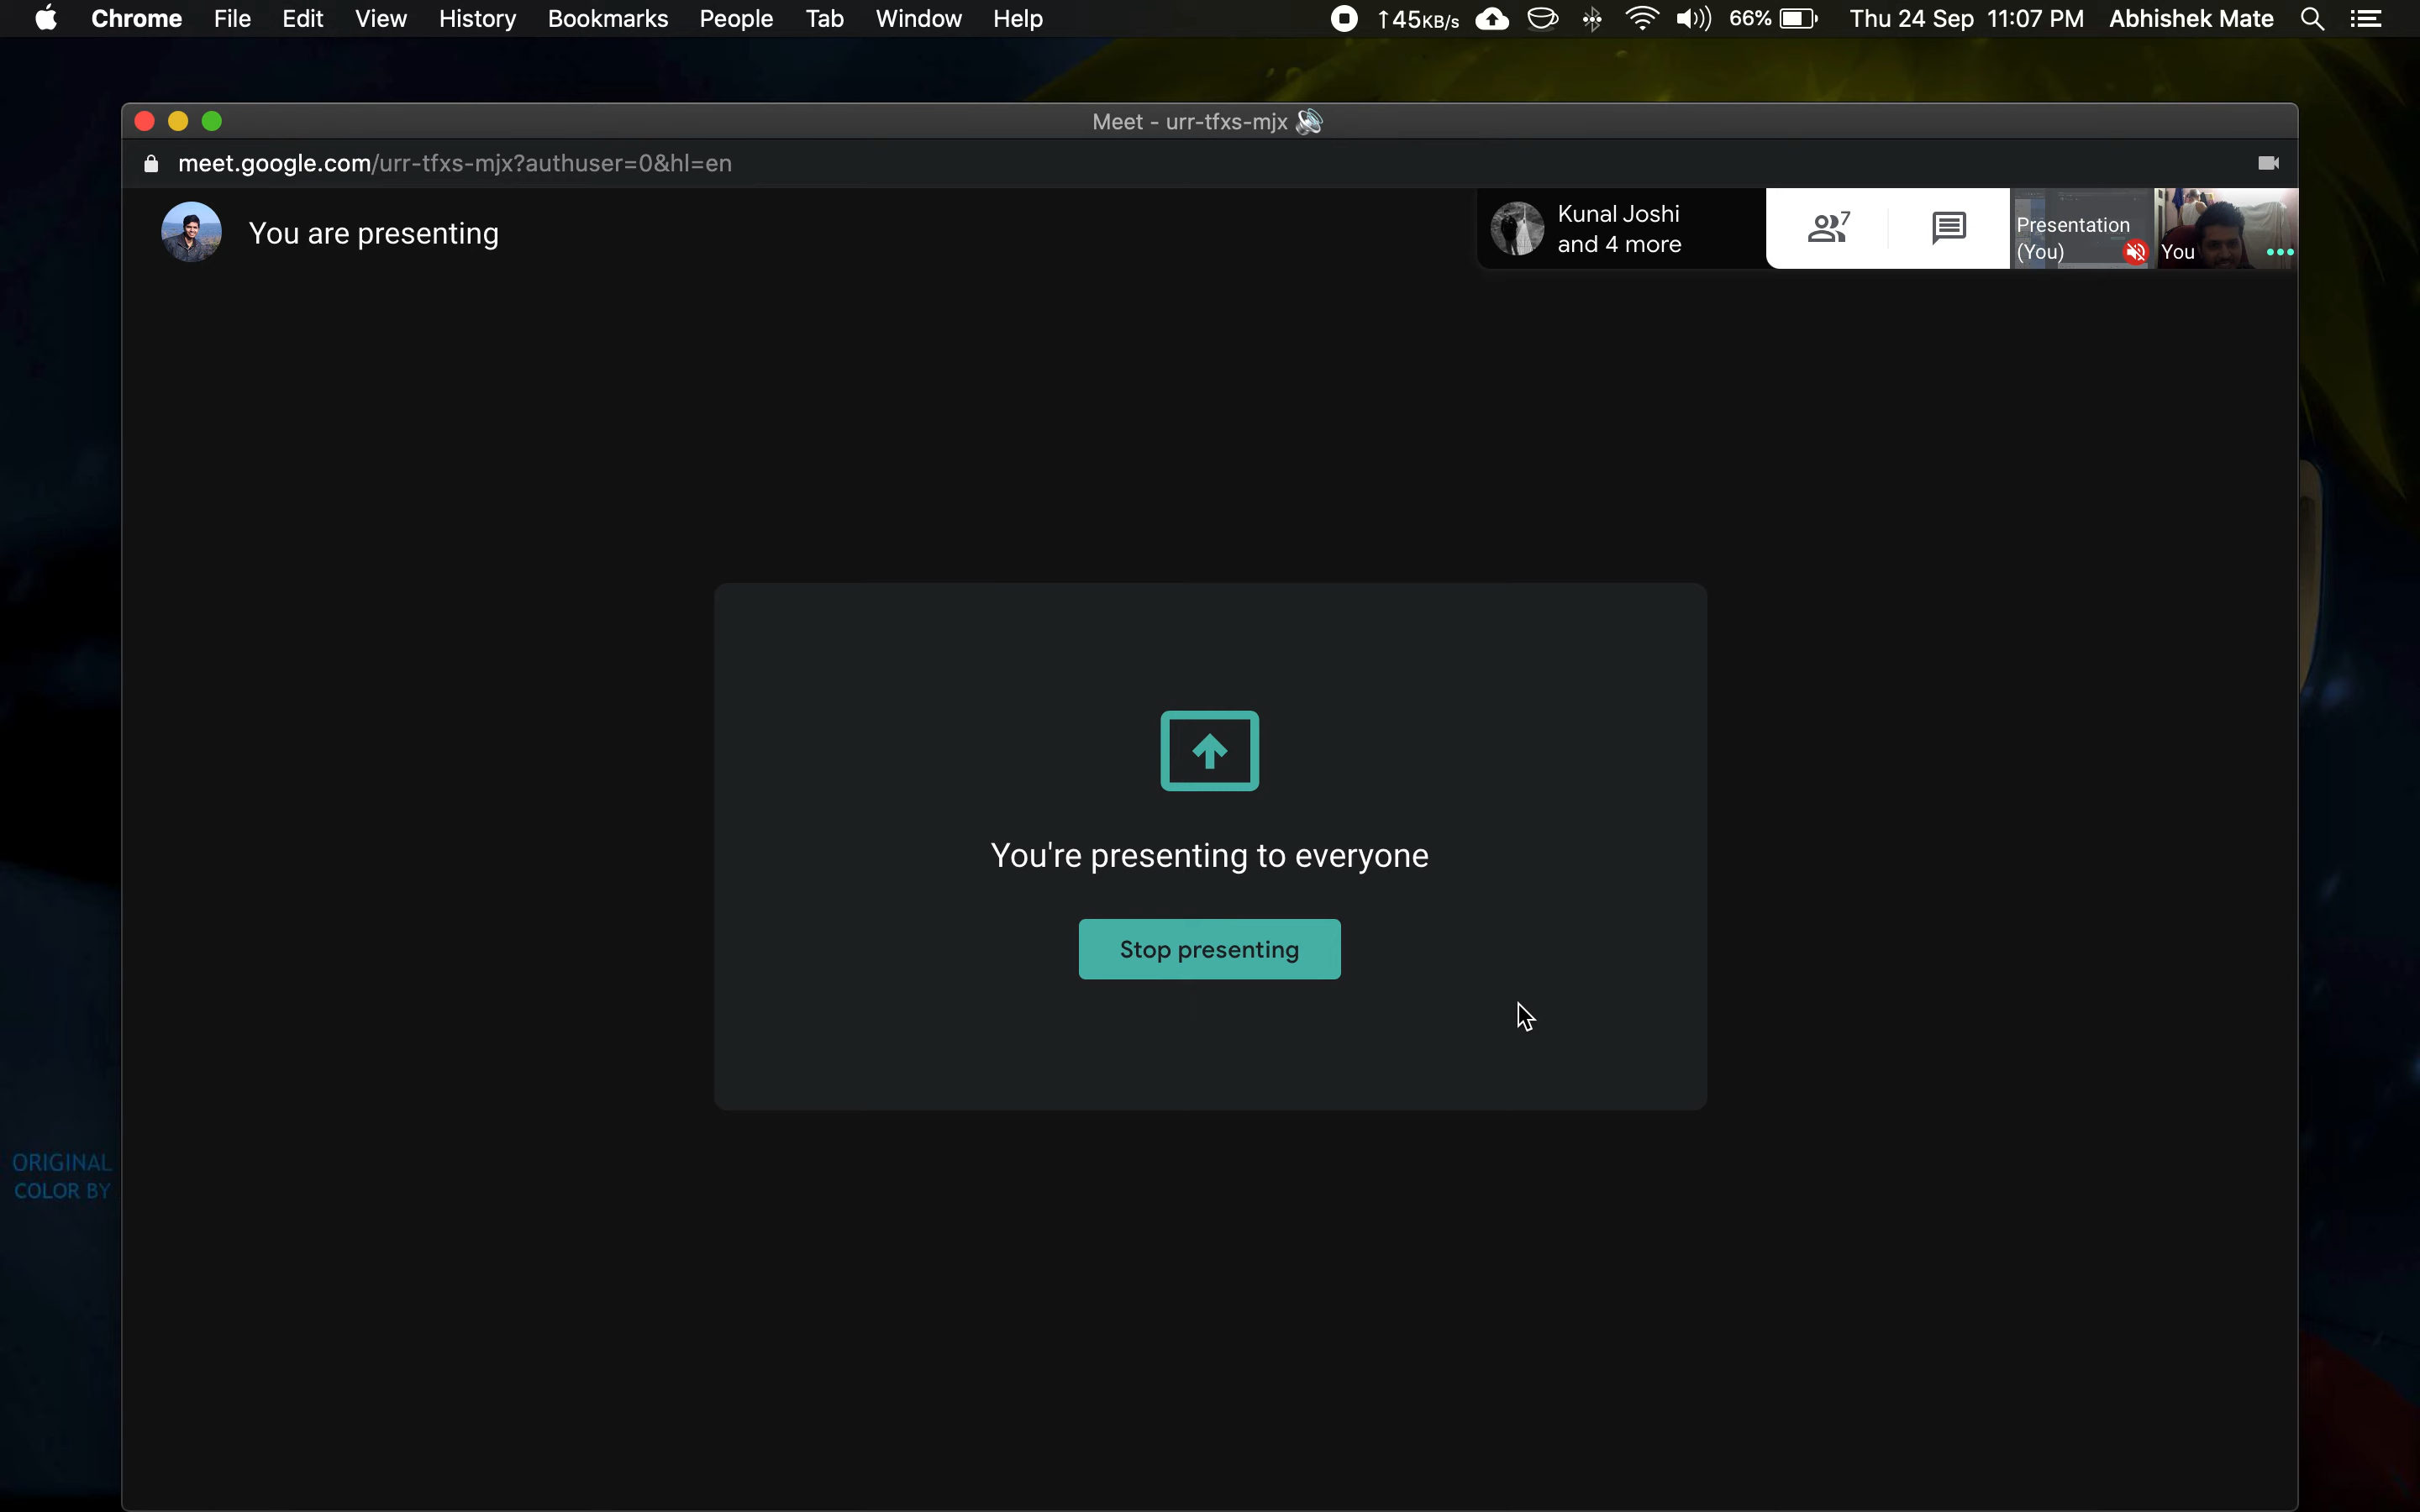 Chrome File Edit View History Bookmarks People Tab Window Help
↑45KB/s 66% Thu 24 Sep 11:07 PM Abhishek Mate
Meet - urr-tfxs-mjx 🔊
meet.google.com/urr-tfxs-mjx?authuser=0&hl=en
You are presenting
Kunal Joshi
and 4 more
7
Presentation
(You)
You
You're presenting to everyone
Stop presenting
ORIGINAL
COLOR BY